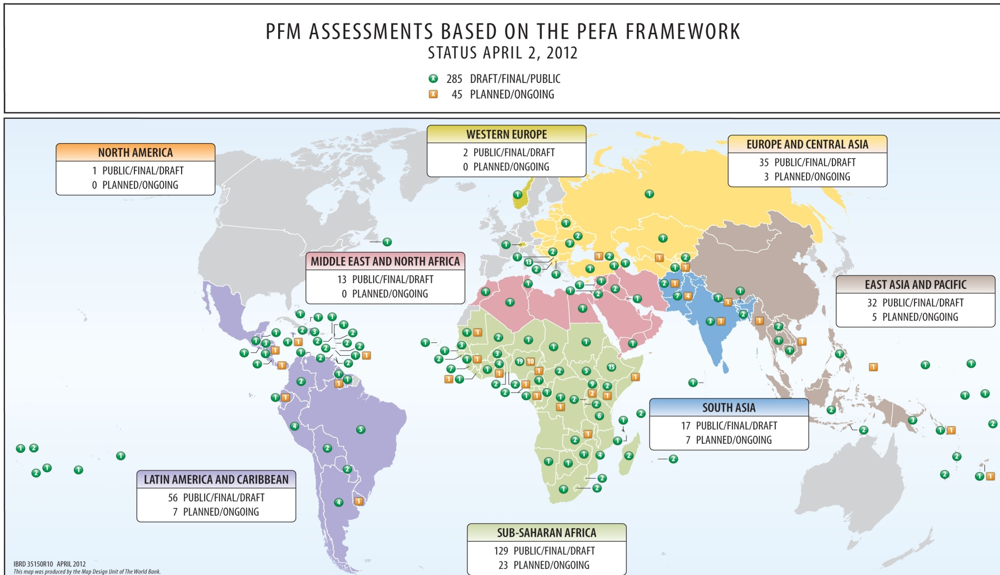 PFM ASSESSMENTS BASED ON THE PEFA FRAMEWORK
STATUS APRIL 2, 2012
X 285 DRAFT/FINAL/PUBLIC
X 45 PLANNED/ONGOING
WESTERN EUROPE
2 PUBLIC/FINAL/DRAFT
0 PLANNED/ONGOING
EUROPE AND CENTRAL ASIA
35 PUBLIC/FINAL/DRAFT
3 PLANNED/ONGOING
NORTH AMERICA
1 PUBLIC/FINAL/DRAFT
0 PLANNED/ONGOING
MIDDLE EAST AND NORTH AFRICA
13 PUBLIC/FINAL/DRAFT
0 PLANNED/ONGOING
EAST ASIA AND PACIFIC
32 PUBLIC/FINAL/DRAFT
5 PLANNED/ONGOING
SOUTH ASIA
17 PUBLIC/FINAL/DRAFT
7 PLANNED/ONGOING
LATIN AMERICA AND CARIBBEAN
56 PUBLIC/FINAL/DRAFT
7 PLANNED/ONGOING
SUB-SAHARAN AFRICA
129 PUBLIC/FINAL/DRAFT
23 PLANNED/ONGOING
IBRD 35150R10 APRIL 2012
This map was produced by the Map Design Unit of The World Bank.